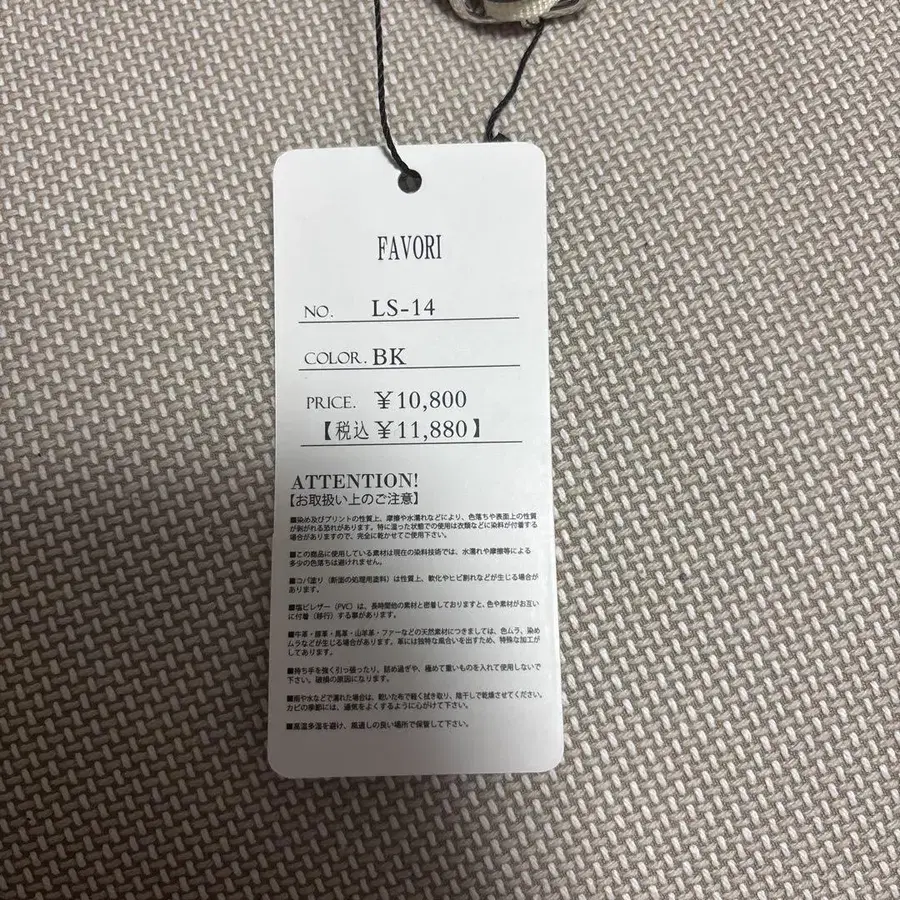 FAVORI
NO. LS-14
COLOR. BK
PRICE. ¥10,800
【税込 ¥11,880】
ATTENTION!
【お取扱い上のご注意】
■染め及びプリントの性質上、摩擦や水濡れなどにより、色落ちや表面上の性質
が剥がれる恐れがあります。特に湿った状態での使用は衣類などに染料が付着する
場合がありますので、完全に乾かせてご使用下さい。
■この商品に使用している素材は現在の染料技術では、水濡れや摩擦等による
多少の色落ちは避けれません。
■コバ塗り（断面の処理用塗料）は性質上、軟化やヒビ割れなどが生じる場合が
あります。
■塩ビレザー（PVC）は、長時間他の素材と密着しておりますと、色や素材がお互い
に付着（移行）する事があります。
■牛革・豚革・馬革・山羊革・ファーなどの天然素材につきましては、色ムラ、染め
ムラなどが生じる場合があります。革には独特な風合いを出すため、特殊な加工が
してあります。
■持ち手を強く引っ張ったり、詰め過ぎや、極めて重いものを入れて使用しないで
下さい。破損の原因になります。
■雨や水などで濡れた場合は、乾いた布で軽く拭き取り、陰干しで乾燥させてください。
カビの季節には、通気をよくするように心がけて下さい。
■高温多湿を避け、風通しの良い場所で保管して下さい。